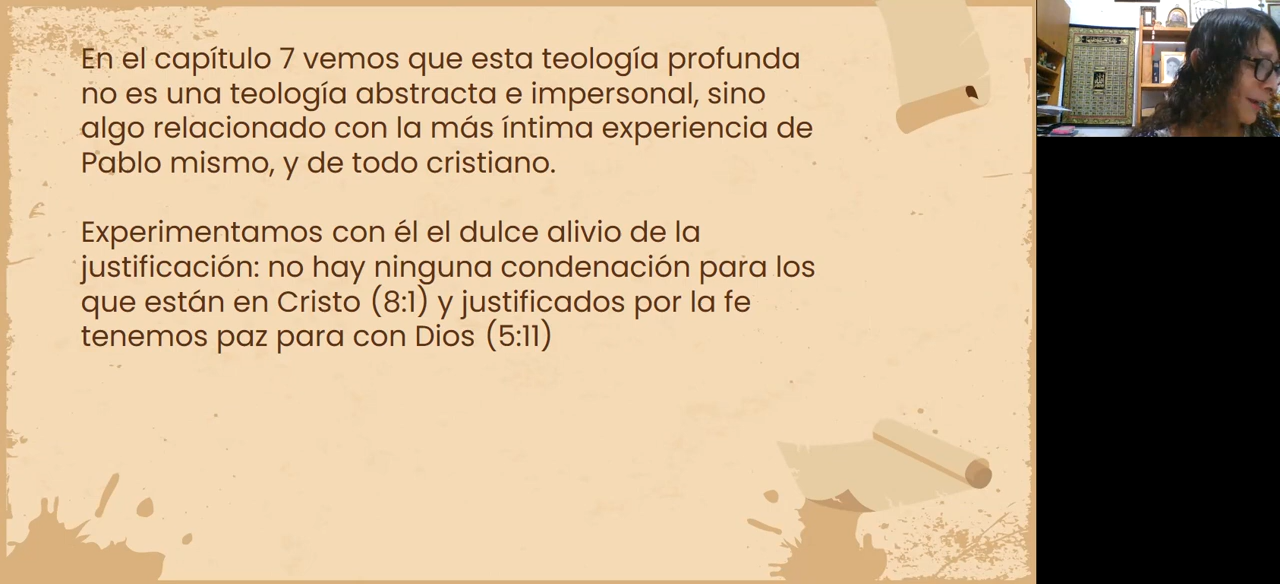 En el capítulo 7 vemos que esta teología profunda
no es una teología abstracta e impersonal, sino
algo relacionado con la más íntima experiencia de
Pablo mismo, y de todo cristiano.
Experimentamos con él el dulce alivio de la
justificación: no hay ninguna condenación para los
que están en Cristo (8:1) y justificados por la fe
tenemos paz para con Dios (5:11)